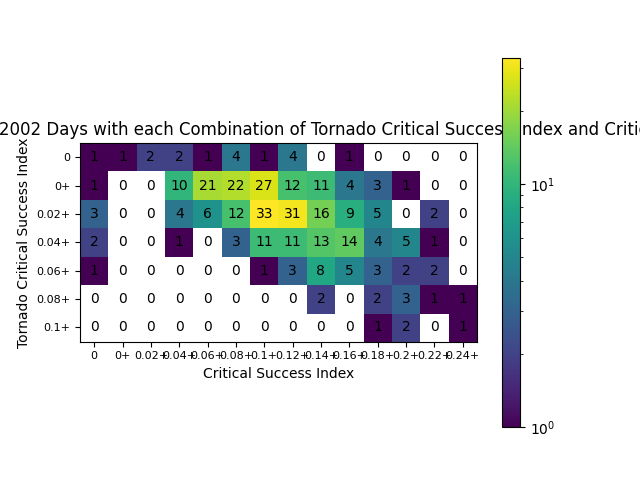 2002 Days with each Combination of Tornado Critical Success Index and Critic
Tornado Critical Success Index
0 1 1 2 2 1 4 1 4 0 1 0 0 0 0
0+ 1 0 0 10 21 22 27 12 11 4 3 1 0 0
0.02+ 3 0 0 4 6 12 33 31 16 9 5 0 2 0
0.04+ 2 0 0 1 0 3 11 11 13 14 4 5 1 0
0.06+ 1 0 0 0 0 0 1 3 8 5 3 2 2 0
0.08+ 0 0 0 0 0 0 0 0 2 0 2 3 1 1
0.1+ 0 0 0 0 0 0 0 0 0 0 1 2 0 1
0 0+ 0.02+ 0.04+ 0.06+ 0.08+ 0.1+ 0.12+ 0.14+ 0.16+ 0.18+ 0.2+ 0.22+ 0.24+
Critical Success Index
10¹
10⁰